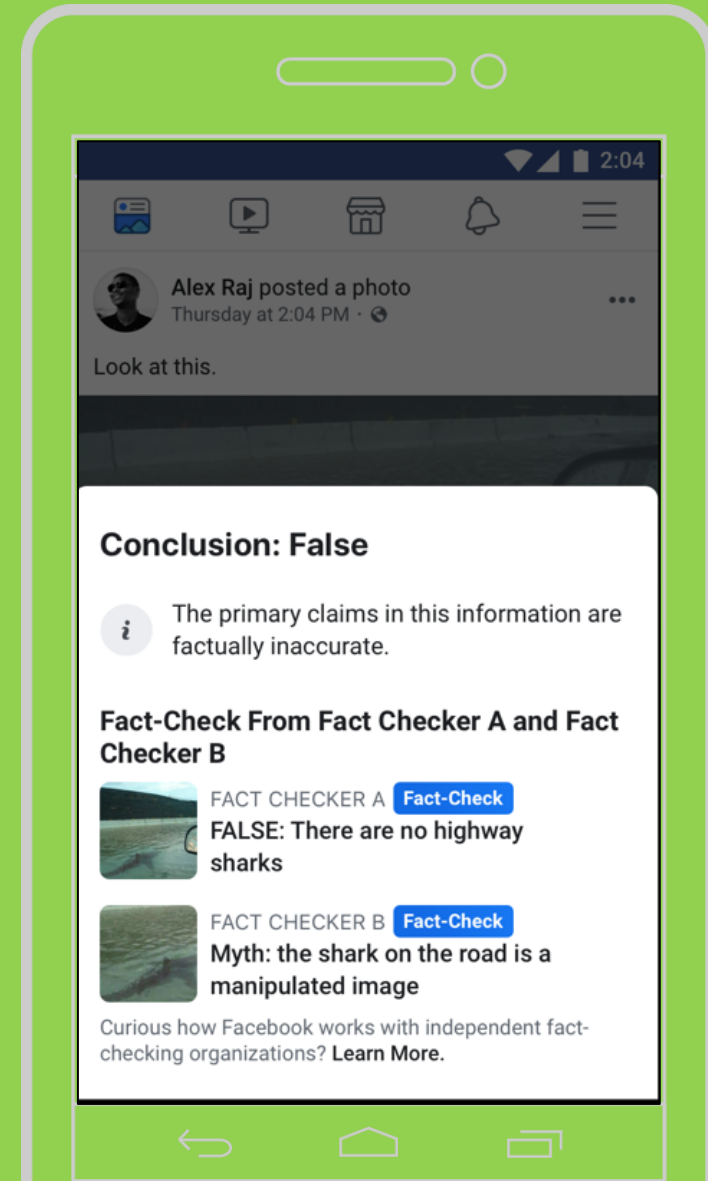 2:04
Alex Raj posted a photo
Thursday at 2:04 PM ·
Look at this.
Conclusion: False
The primary claims in this information are
factually inaccurate.
Fact-Check From Fact Checker A and Fact
Checker B
FACT CHECKER A Fact-Check
FALSE: There are no highway
sharks
FACT CHECKER B Fact-Check
Myth: the shark on the road is a
manipulated image
Curious how Facebook works with independent fact-
checking organizations? Learn More.